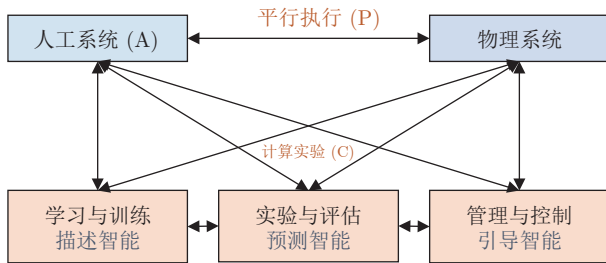 平行执行 (P)
人工系统 (A)
物理系统
计算实验 (C)
学习与训练
描述智能
实验与评估
预测智能
管理与控制
引导智能